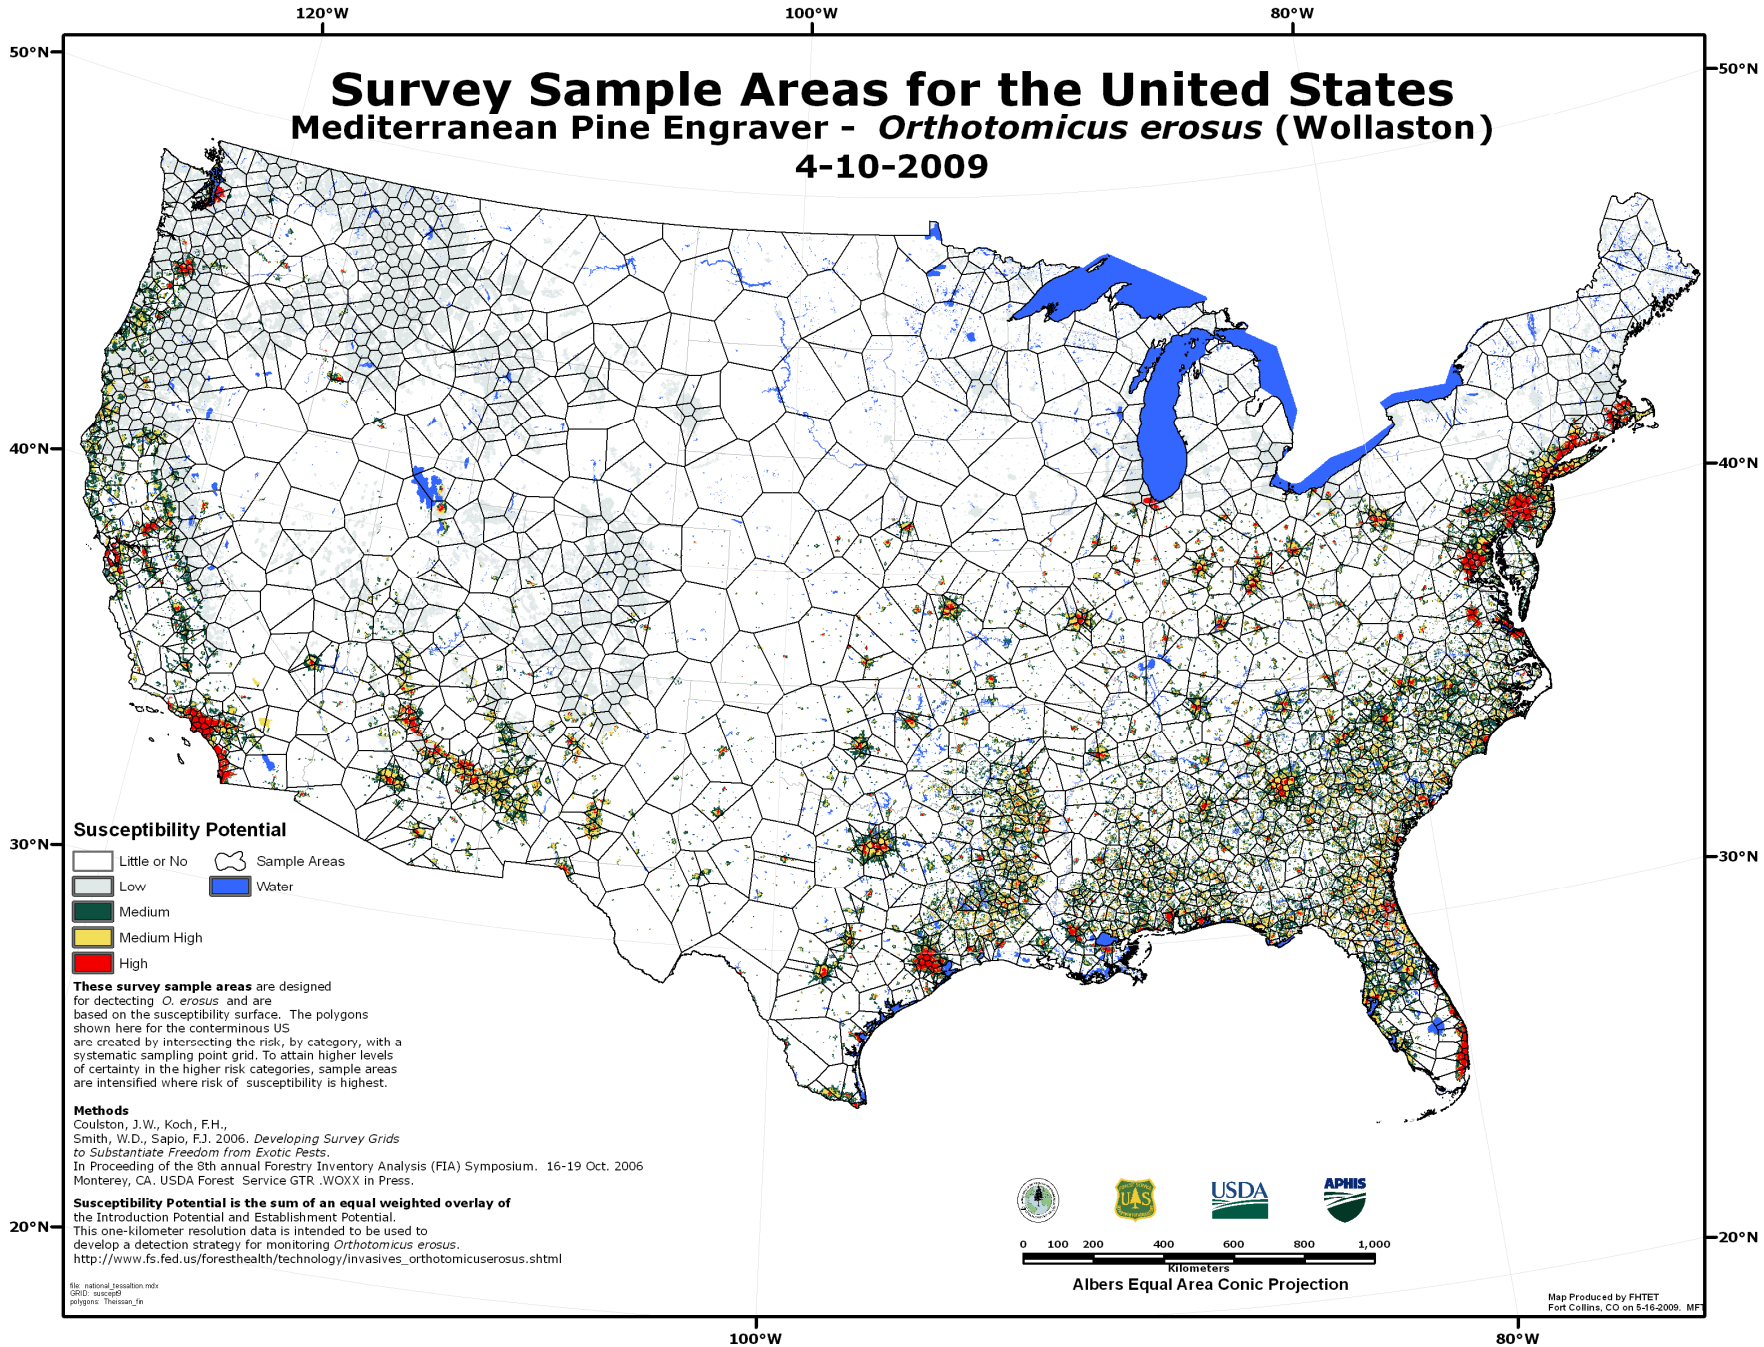 120°W 100°W 80°W
50°N 50°N
Survey Sample Areas for the United States
Mediterranean Pine Engraver - Orthotomicus erosus (Wollaston)
4-10-2009
40°N 40°N
30°N 30°N
Susceptibility Potential
Little or No Sample Areas
Low Water
Medium
Medium High
High
These survey sample areas are designed
for dectecting O. erosus and are
based on the susceptibility surface. The polygons
shown here for the conterminous US
are created by intersecting the risk, by category, with a
systematic sampling point grid. To attain higher levels
of certainty in the higher risk categories, sample areas
are intensified where risk of susceptibility is highest.
Methods
Coulston, J.W., Koch, F.H.,
Smith, W.D., Sapio, F.J. 2006. Developing Survey Grids
to Substantiate Freedom from Exotic Pests.
In Proceeding of the 8th annual Forestry Inventory Analysis (FIA) Symposium. 16-19 Oct. 2006
Monterey, CA. USDA Forest Service GTR .WOXX in Press.
Susceptibility Potential is the sum of an equal weighted overlay of
the Introduction Potential and Establishment Potential.
This one-kilometer resolution data is intended to be used to
develop a detection strategy for monitoring Orthotomicus erosus.
http://www.fs.fed.us/foresthealth/technology/invasives_orthotomicuserosus.shtml
file: national_tessaltion.mdx
GRID: suscept9
polygons: Theissan_fin
U S
USDA
APHIS
0 100 200 400 600 800 1,000
Kilometers
Albers Equal Area Conic Projection
20°N 20°N
Map Produced by FHTET
Fort Collins, CO on 5-16-2009. MFT
100°W 80°W